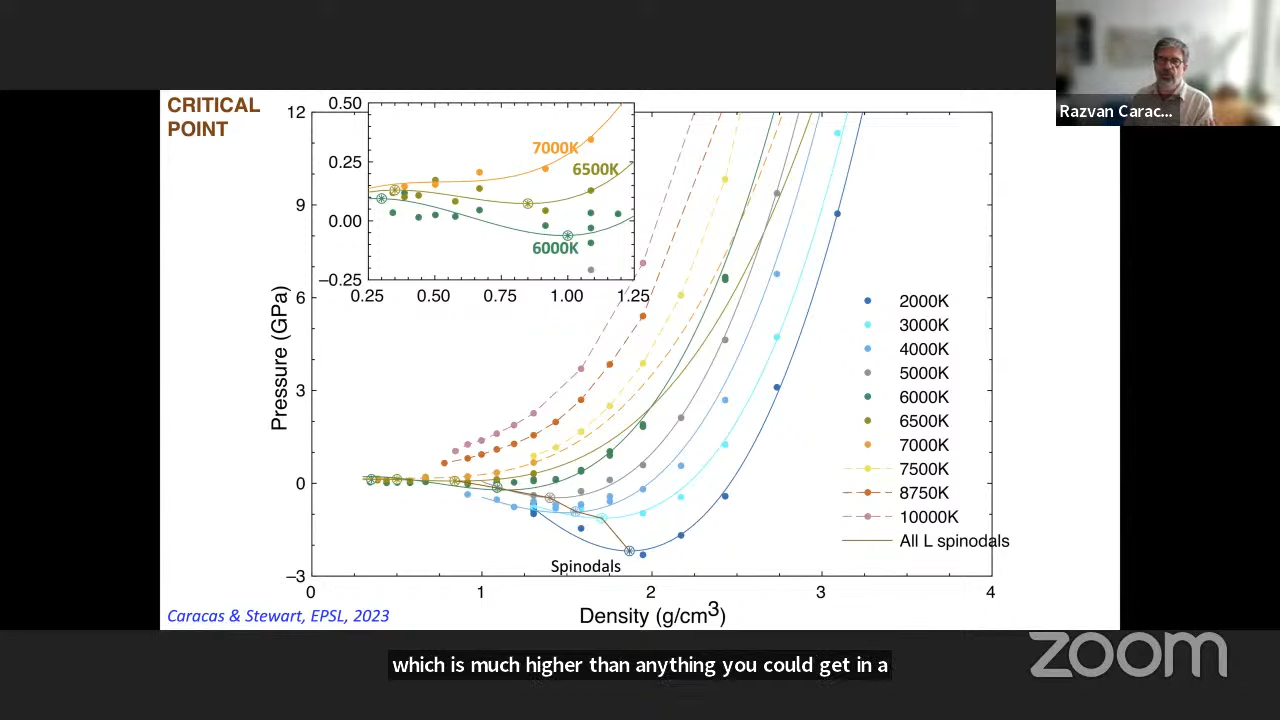 CRITICAL
POINT
Razvan Carac...
12
9
6
3
0
−3
0
1
2
3
4
Pressure (GPa)
Density (g/cm3)
0.50
0.25
0.00
−0.25
0.25
0.50
0.75
1.00
1.25
7000K
6500K
6000K
2000K
3000K
4000K
5000K
6000K
6500K
7000K
7500K
8750K
10000K
All L spinodals
Spinodals
Caracas & Stewart, EPSL, 2023
zoom
which is much higher than anything you could get in a